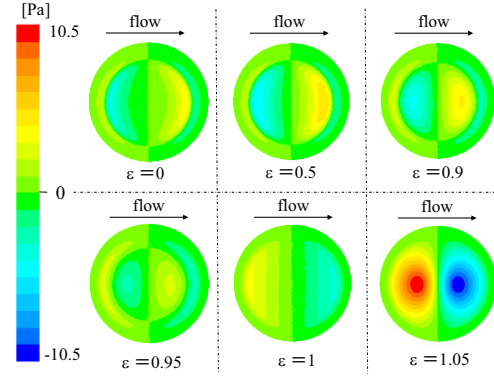 [Pa]
10.5
0
-10.5
flow
flow
flow
ε = 0
ε =0.5
ε =0.9
flow
flow
flow
ε =0.95
ε =1
ε =1.05